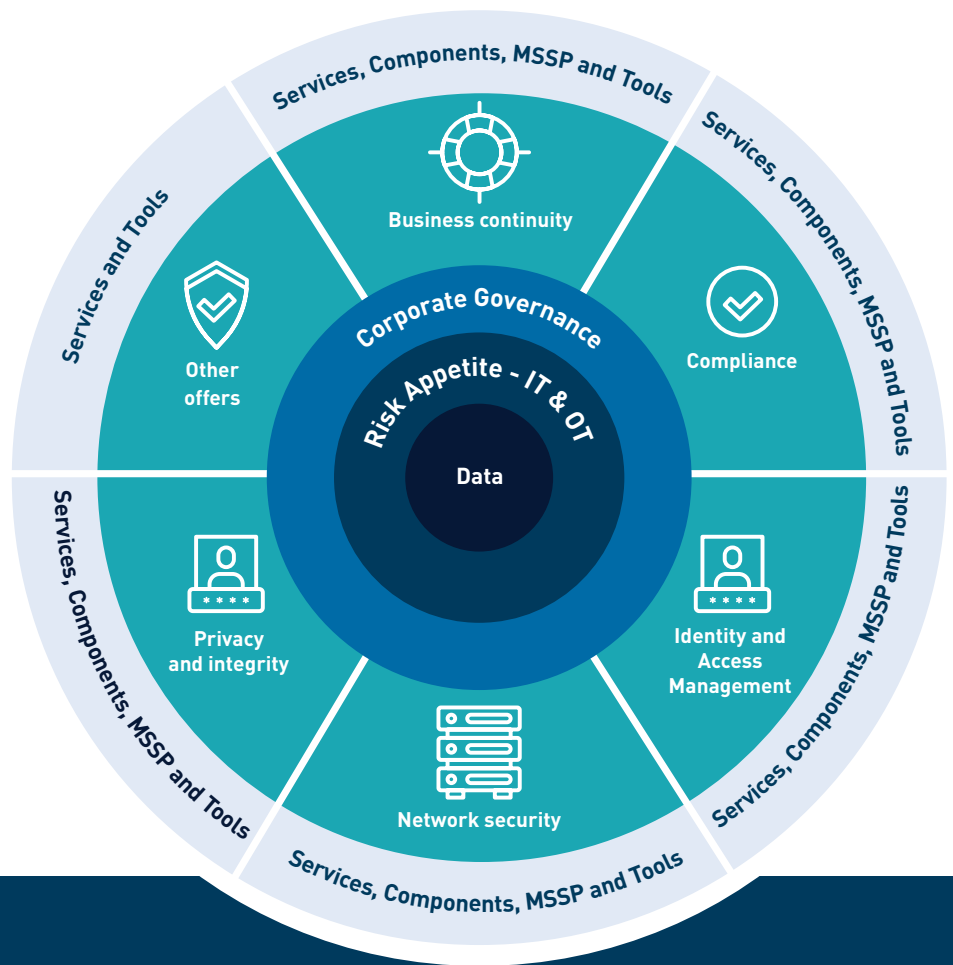 Services, Components, MSSP and Tools
Business continuity
Services, Components, MSSP and Tools
Compliance
Services, Components, MSSP and Tools
Identity and
Access
Management
Services, Components, MSSP and Tools
Network security
Services, Components, MSSP and Tools
Privacy
and integrity
Services and Tools
Other
offers
Corporate Governance
Risk Appetite - IT & OT
Data